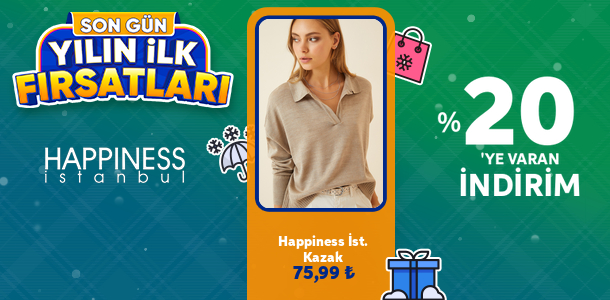 SON GÜN
YILIN İLK
FIRSATLARI
HAPPINESS
istanbul
Happiness İst.
Kazak
75,99 ₺
%20
'YE VARAN
İNDİRİM